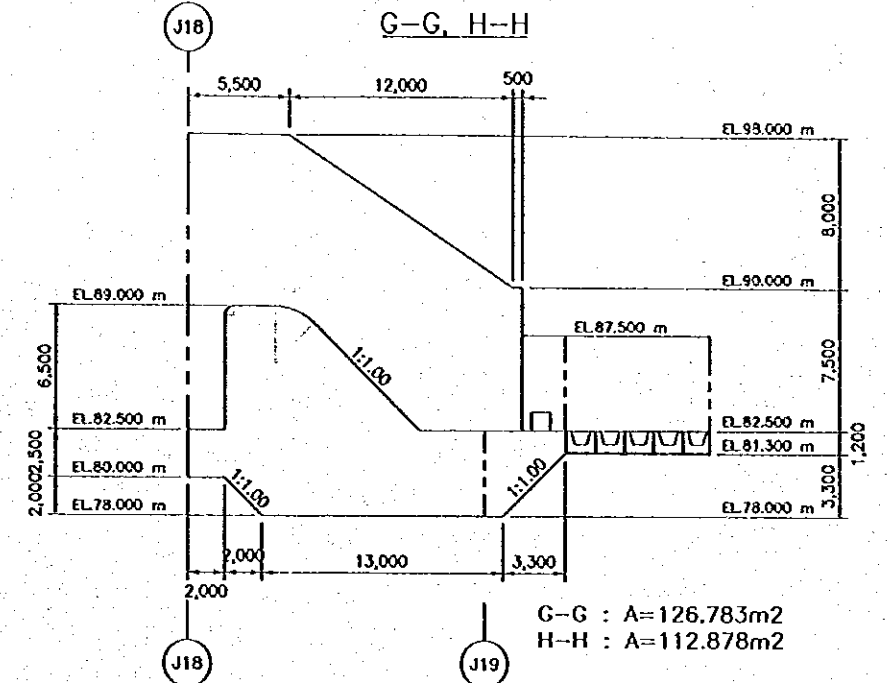 J18
G-G, H-H
5,500
12,000
500
EL.98.000 m
8,000
EL.90.000 m
EL.89.000 m
EL.87.500 m
7,500
6,500
1:1.00
EL.82.500 m
EL.82.500 m
EL.81.300 m
1,200
2,500
EL.80.000 m
1:1.00
1:1.00
3,300
2,000
EL.78.000 m
EL.78.000 m
2,000
13,000
3,300
2,000
G-G : A=126.783m2
H-H : A=112.878m2
J18
J19